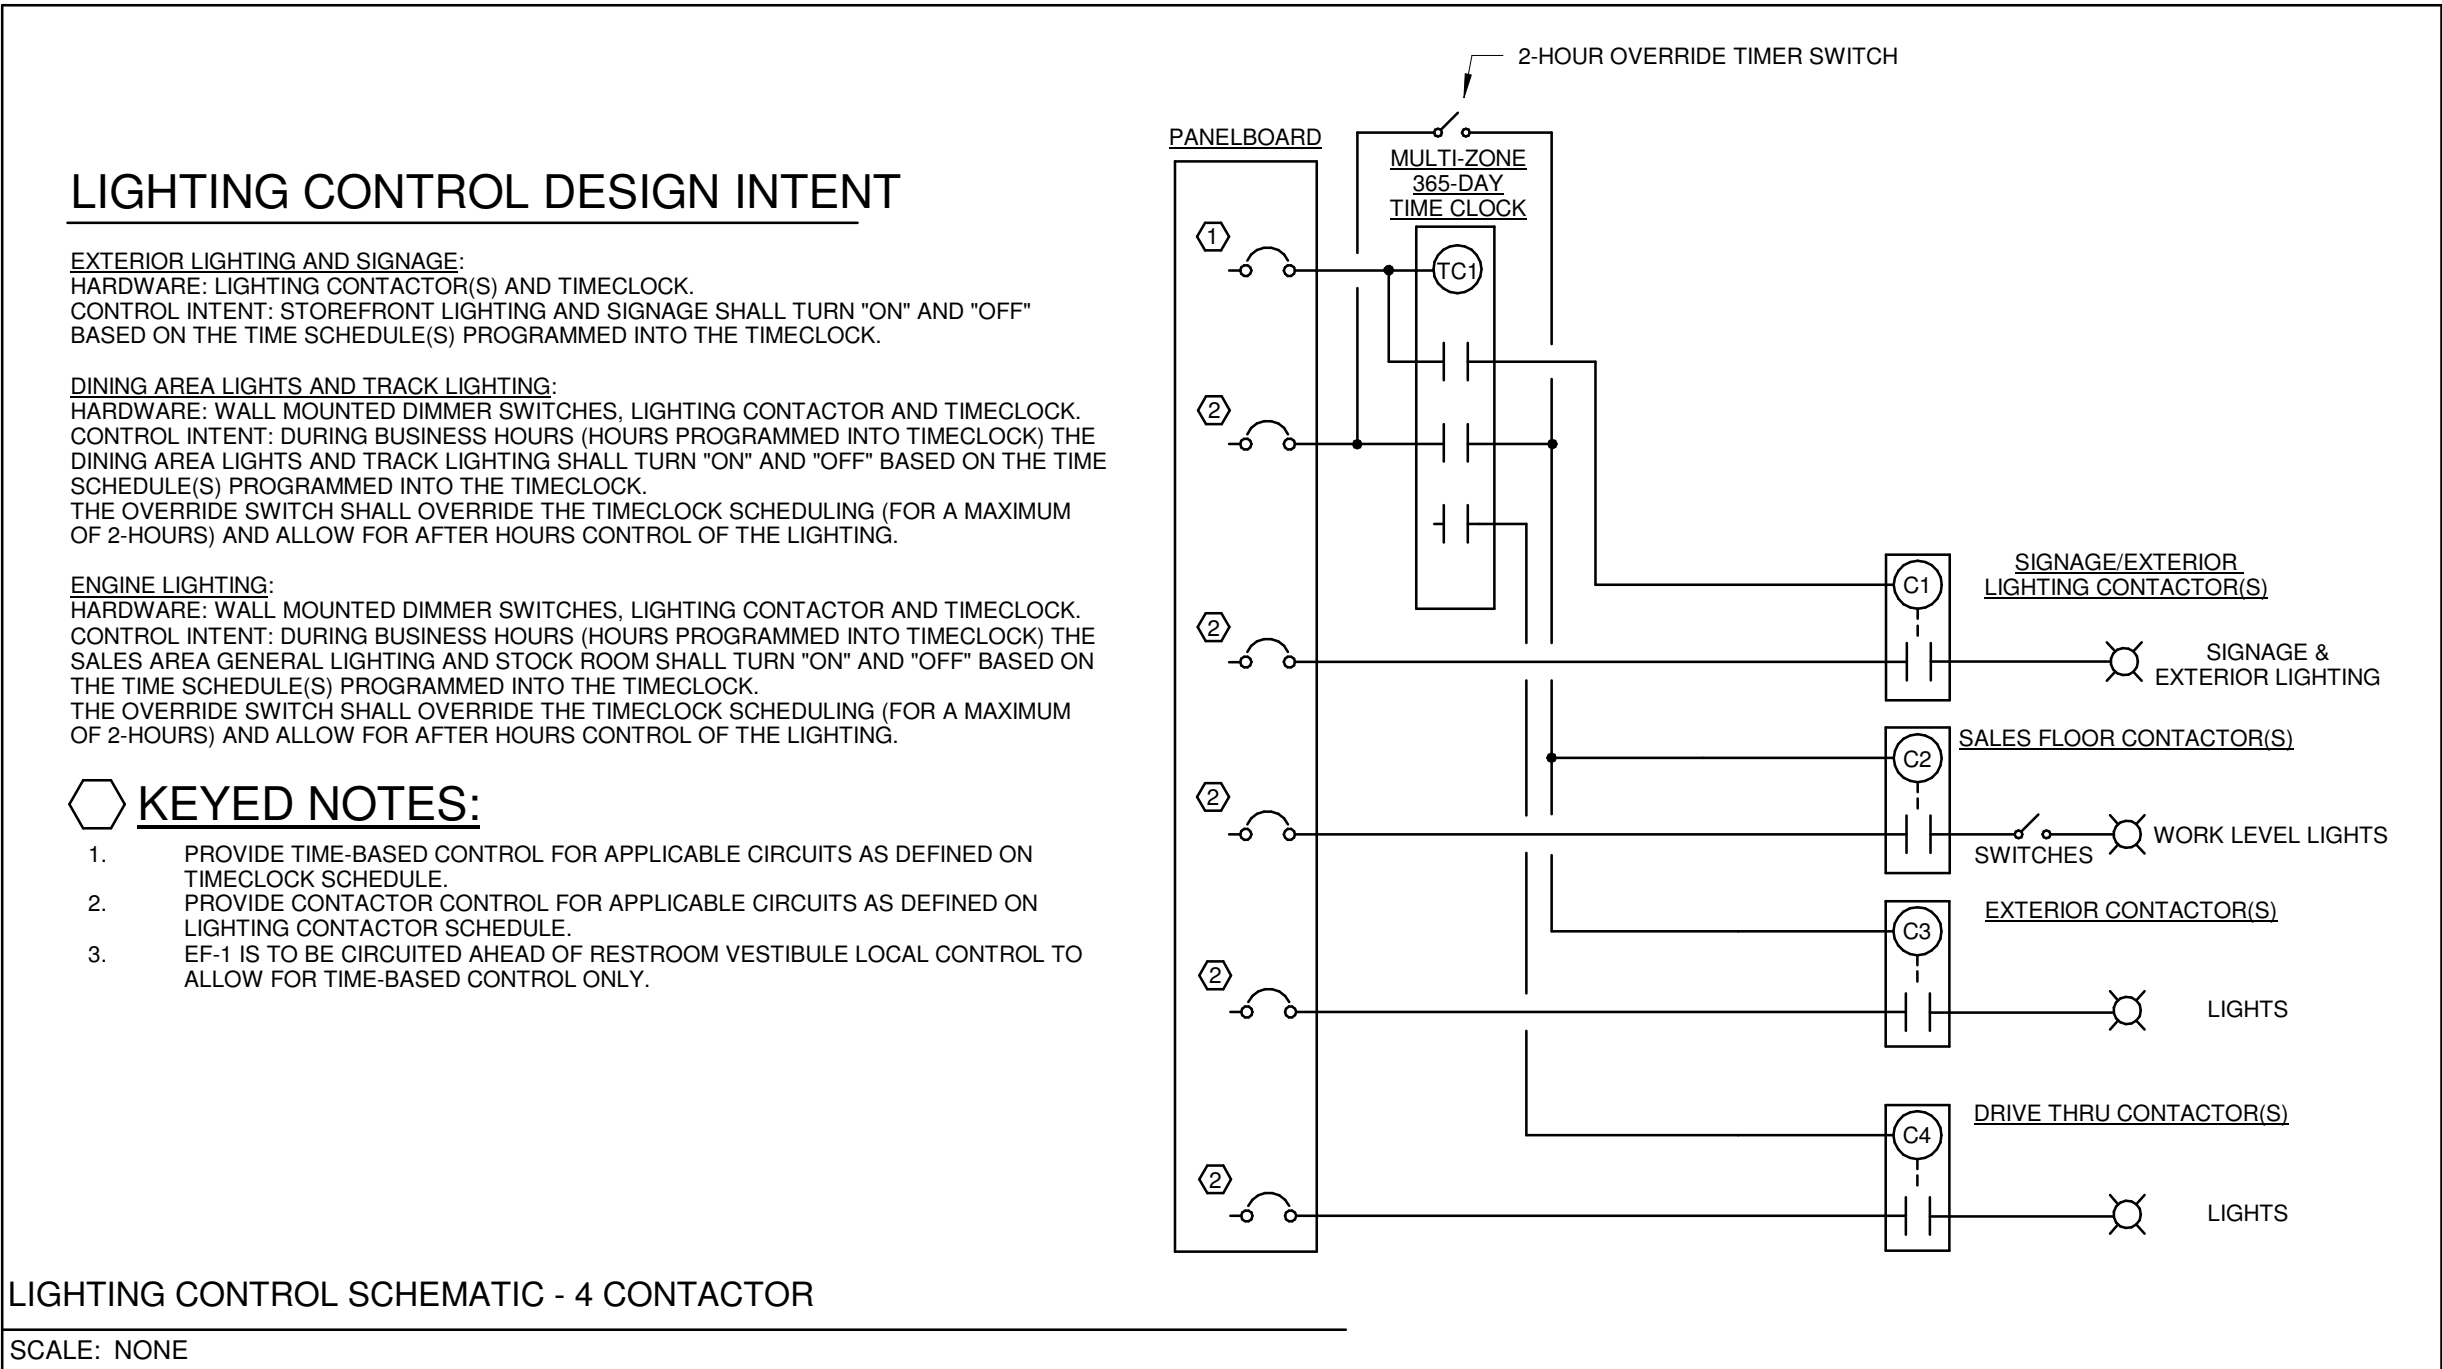 LIGHTING CONTROL DESIGN INTENT
EXTERIOR LIGHTING AND SIGNAGE:
HARDWARE: LIGHTING CONTACTOR(S) AND TIMECLOCK.
CONTROL INTENT: STOREFRONT LIGHTING AND SIGNAGE SHALL TURN "ON" AND "OFF"
BASED ON THE TIME SCHEDULE(S) PROGRAMMED INTO THE TIMECLOCK.
DINING AREA LIGHTS AND TRACK LIGHTING:
HARDWARE: WALL MOUNTED DIMMER SWITCHES, LIGHTING CONTACTOR AND TIMECLOCK.
CONTROL INTENT: DURING BUSINESS HOURS (HOURS PROGRAMMED INTO TIMECLOCK) THE
DINING AREA LIGHTS AND TRACK LIGHTING SHALL TURN "ON" AND "OFF" BASED ON THE TIME
SCHEDULE(S) PROGRAMMED INTO THE TIMECLOCK.
THE OVERRIDE SWITCH SHALL OVERRIDE THE TIMECLOCK SCHEDULING (FOR A MAXIMUM
OF 2-HOURS) AND ALLOW FOR AFTER HOURS CONTROL OF THE LIGHTING.
ENGINE LIGHTING:
HARDWARE: WALL MOUNTED DIMMER SWITCHES, LIGHTING CONTACTOR AND TIMECLOCK.
CONTROL INTENT: DURING BUSINESS HOURS (HOURS PROGRAMMED INTO TIMECLOCK) THE
SALES AREA GENERAL LIGHTING AND STOCK ROOM SHALL TURN "ON" AND "OFF" BASED ON
THE TIME SCHEDULE(S) PROGRAMMED INTO THE TIMECLOCK.
THE OVERRIDE SWITCH SHALL OVERRIDE THE TIMECLOCK SCHEDULING (FOR A MAXIMUM
OF 2-HOURS) AND ALLOW FOR AFTER HOURS CONTROL OF THE LIGHTING.
KEYED NOTES:
1. PROVIDE TIME-BASED CONTROL FOR APPLICABLE CIRCUITS AS DEFINED ON
TIMECLOCK SCHEDULE.
2. PROVIDE CONTACTOR CONTROL FOR APPLICABLE CIRCUITS AS DEFINED ON
LIGHTING CONTACTOR SCHEDULE.
3. EF-1 IS TO BE CIRCUITED AHEAD OF RESTROOM VESTIBULE LOCAL CONTROL TO
ALLOW FOR TIME-BASED CONTROL ONLY.
2-HOUR OVERRIDE TIMER SWITCH
PANELBOARD
MULTI-ZONE
365-DAY
TIME CLOCK
1
TC1
2
2
C1
SIGNAGE/EXTERIOR
LIGHTING CONTACTOR(S)
SIGNAGE &
EXTERIOR LIGHTING
2
C2
SALES FLOOR CONTACTOR(S)
SWITCHES
WORK LEVEL LIGHTS
2
C3
EXTERIOR CONTACTOR(S)
LIGHTS
2
C4
DRIVE THRU CONTACTOR(S)
LIGHTS
LIGHTING CONTROL SCHEMATIC - 4 CONTACTOR
SCALE: NONE